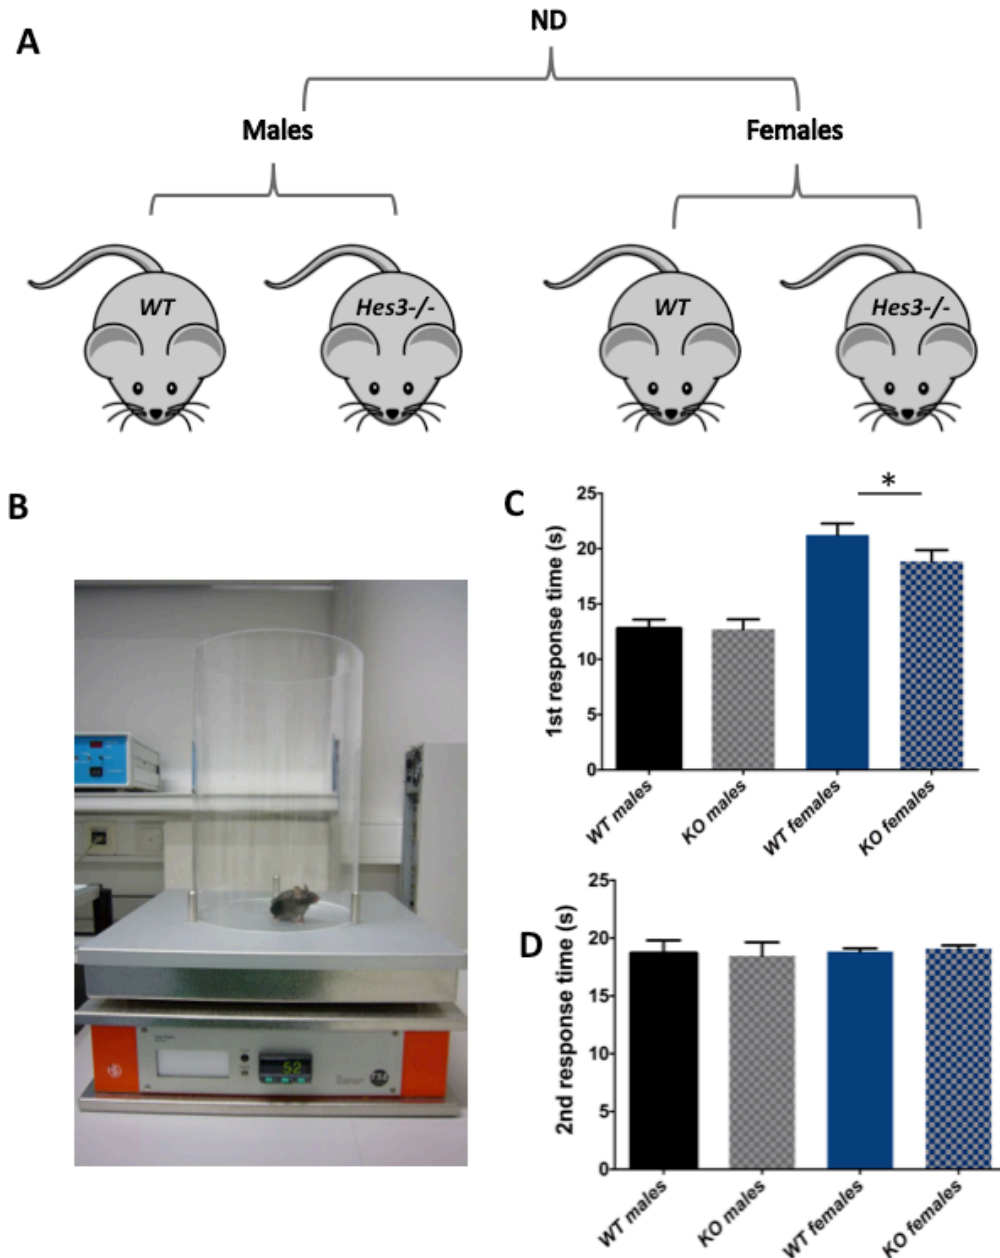 A
ND
Males
Females
WT
Hes3-/-
WT
Hes3-/-
B
52
C
*
1st response time (s)
25
20
15
10
5
0
WT males
KO males
WT females
KO females
D
2nd response time (s)
25
20
15
10
5
0
WT males
KO males
WT females
KO females